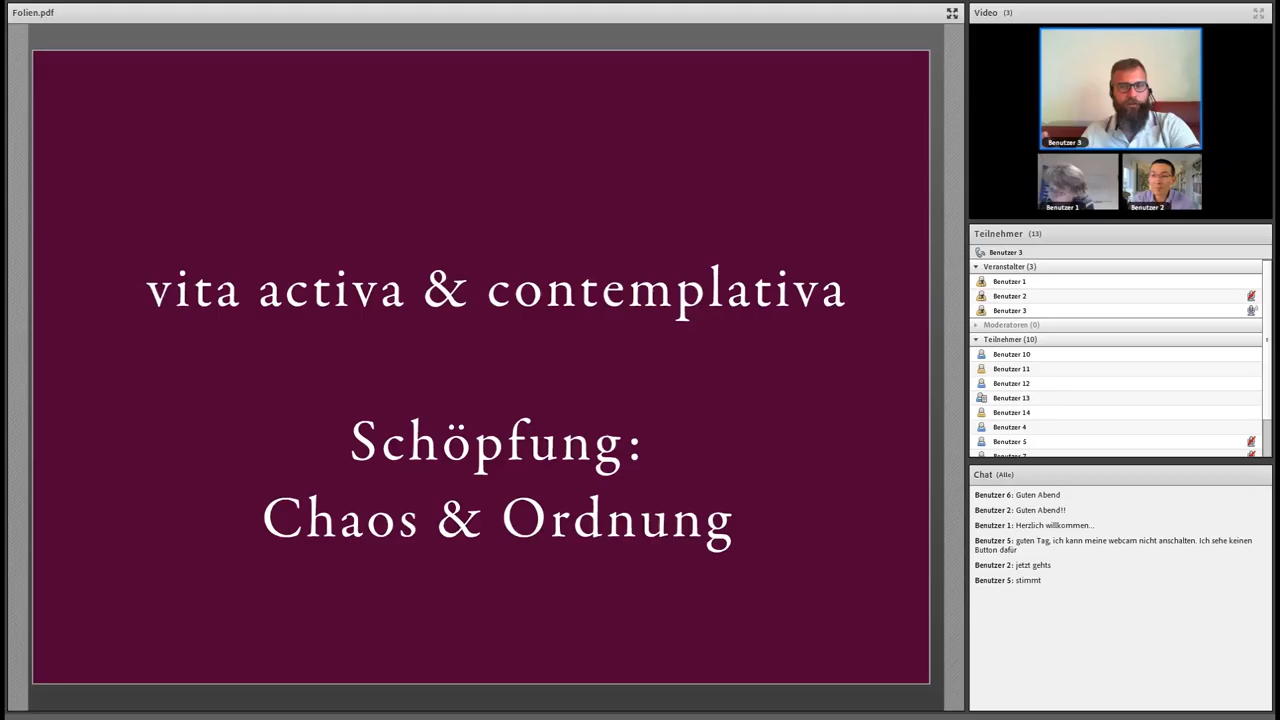 Folien.pdf
vita activa & contemplativa
Schöpfung:
Chaos & Ordnung
Video (3)
Benutzer 3
Benutzer 1
Benutzer 2
Teilnehmer (13)
Benutzer 3
Veranstalter (3)
Benutzer 1
Benutzer 2
Benutzer 3
Moderatoren (0)
Teilnehmer (10)
Benutzer 10
Benutzer 11
Benutzer 12
Benutzer 13
Benutzer 14
Benutzer 4
Benutzer 5
Chat (Alle)
Benutzer 6: Guten Abend
Benutzer 2: Guten Abend!!
Benutzer 1: Herzlich willkommen...
Benutzer 5: guten Tag, ich kann meine webcam nicht anschalten. Ich sehe keinen
Button dafür
Benutzer 2: jetzt gehts
Benutzer 5: stimmt